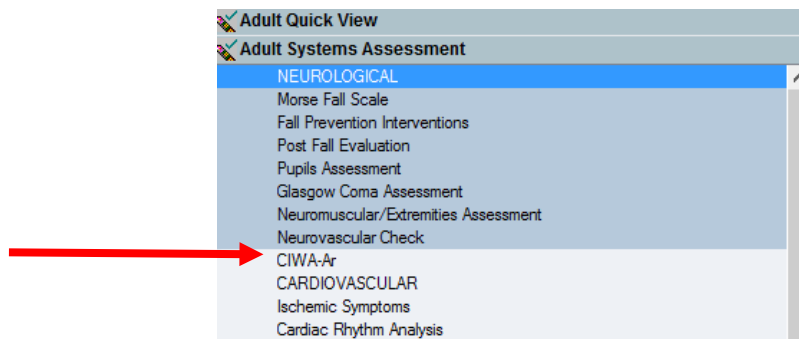 Adult Quick View
Adult Systems Assessment
NEUROLOGICAL
Morse Fall Scale
Fall Prevention Interventions
Post Fall Evaluation
Pupils Assessment
Glasgow Coma Assessment
Neuromuscular/Extremities Assessment
Neurovascular Check
CIWA-Ar
CARDIOVASCULAR
Ischemic Symptoms
Cardiac Rhythm Analysis